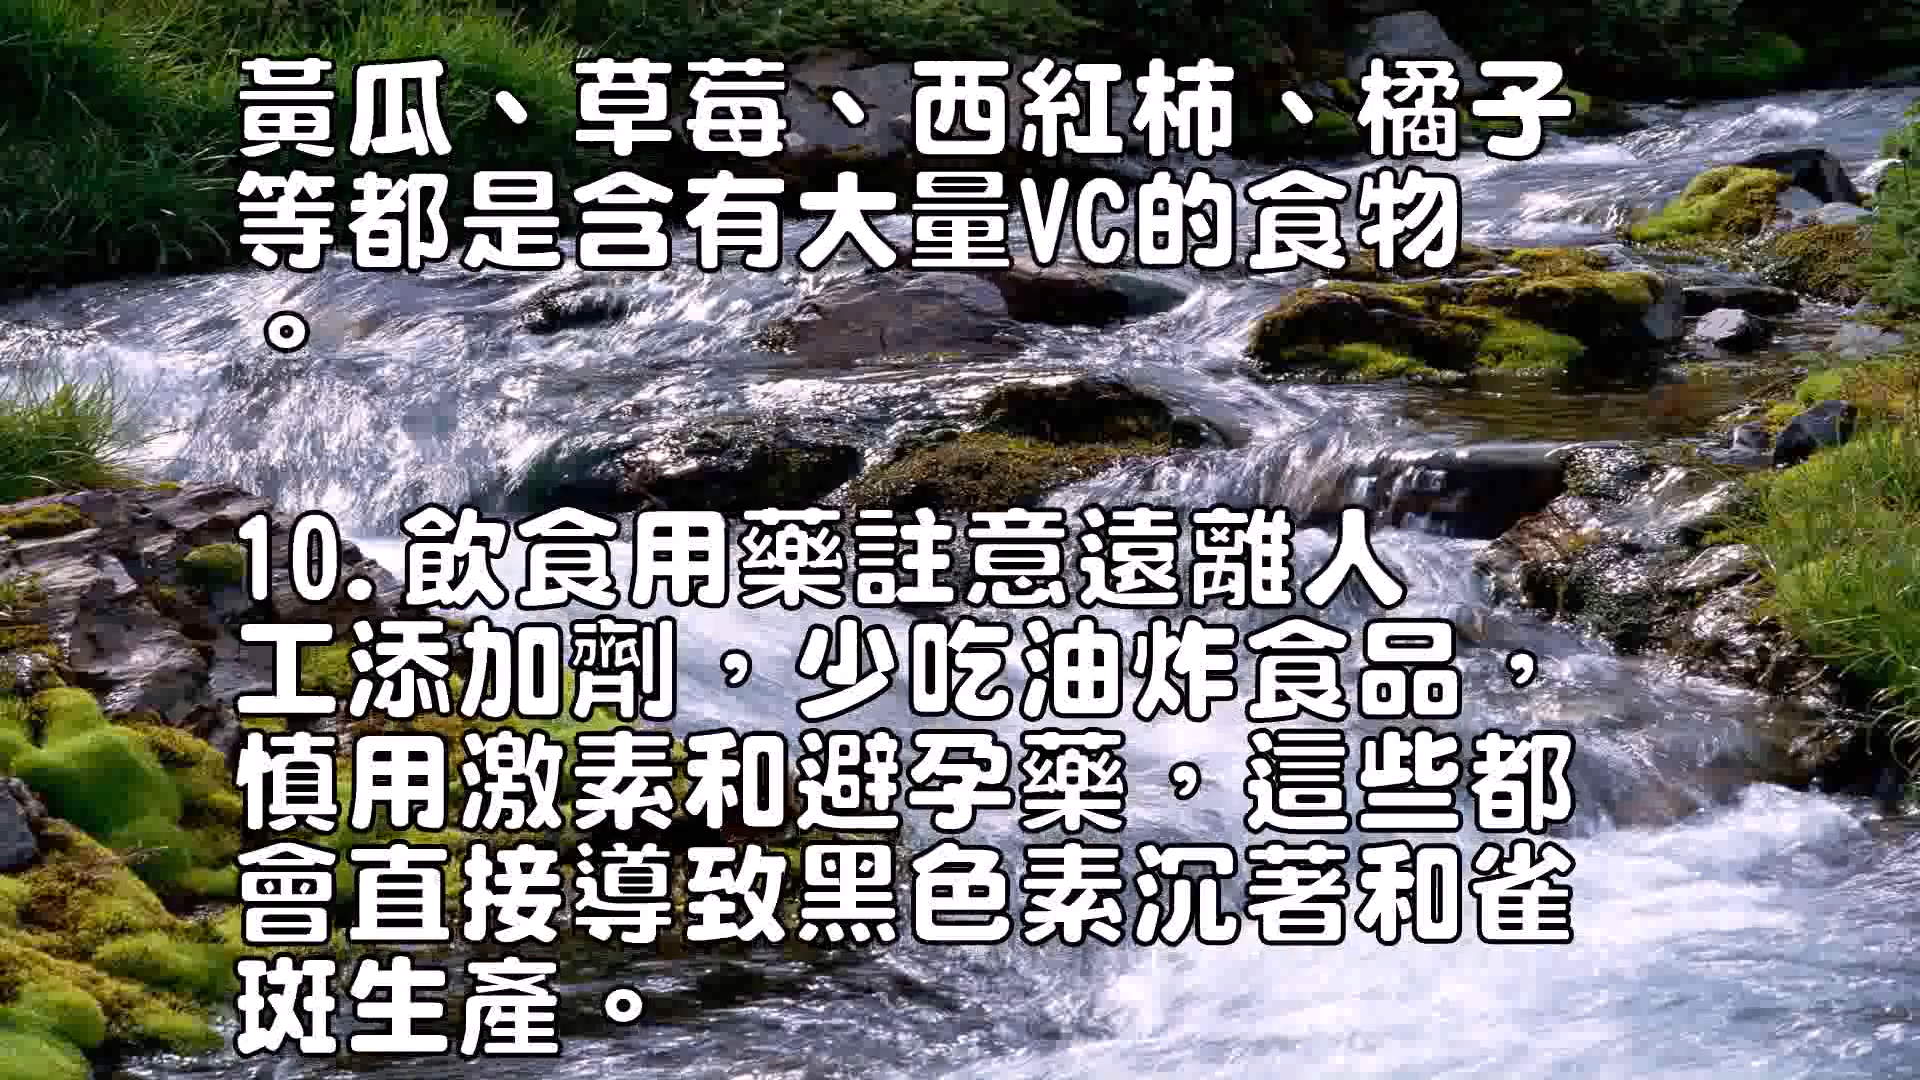 黃瓜、草莓、西紅柿、橘子
等都是含有大量VC的食物
。
10.飲食用藥註意遠離人
工添加劑，少吃油炸食品，
慎用激素和避孕藥，這些都
會直接導致黑色素沉著和雀
斑生產。